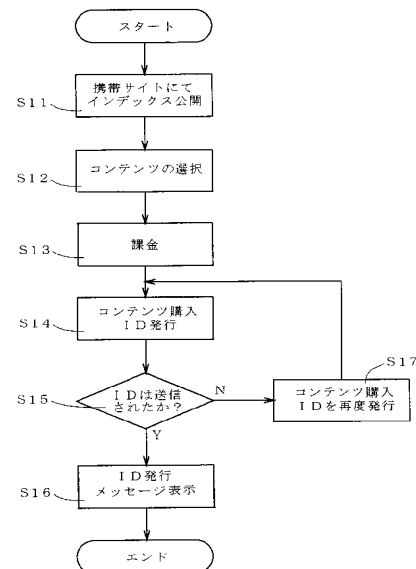 スタート
S11
携帯サイトにて
インデックス公開
S12
コンテンツの選択
S13
課金
S14
コンテンツ購入
ID発行
S15
IDは送信
されたか?
N
Y
S17
コンテンツ購入
IDを再度発行
S16
ID発行
メッセージ表示
エンド